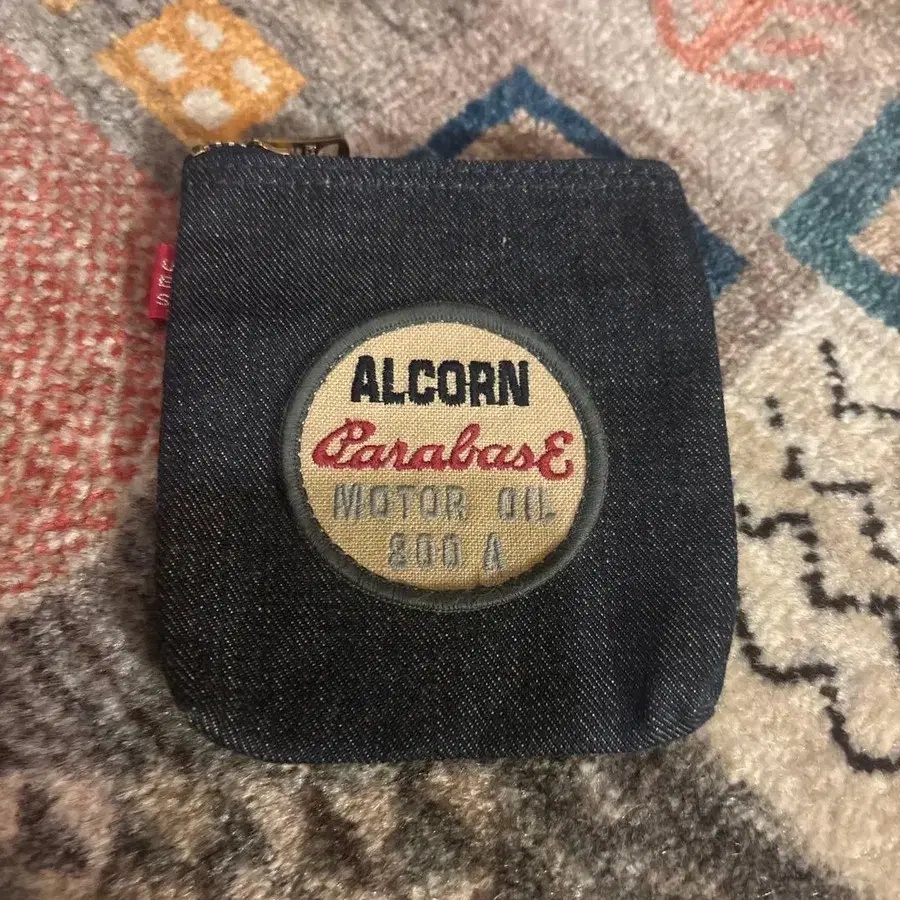 ALCORN
ParabasE
MOTOR OIL
800 A